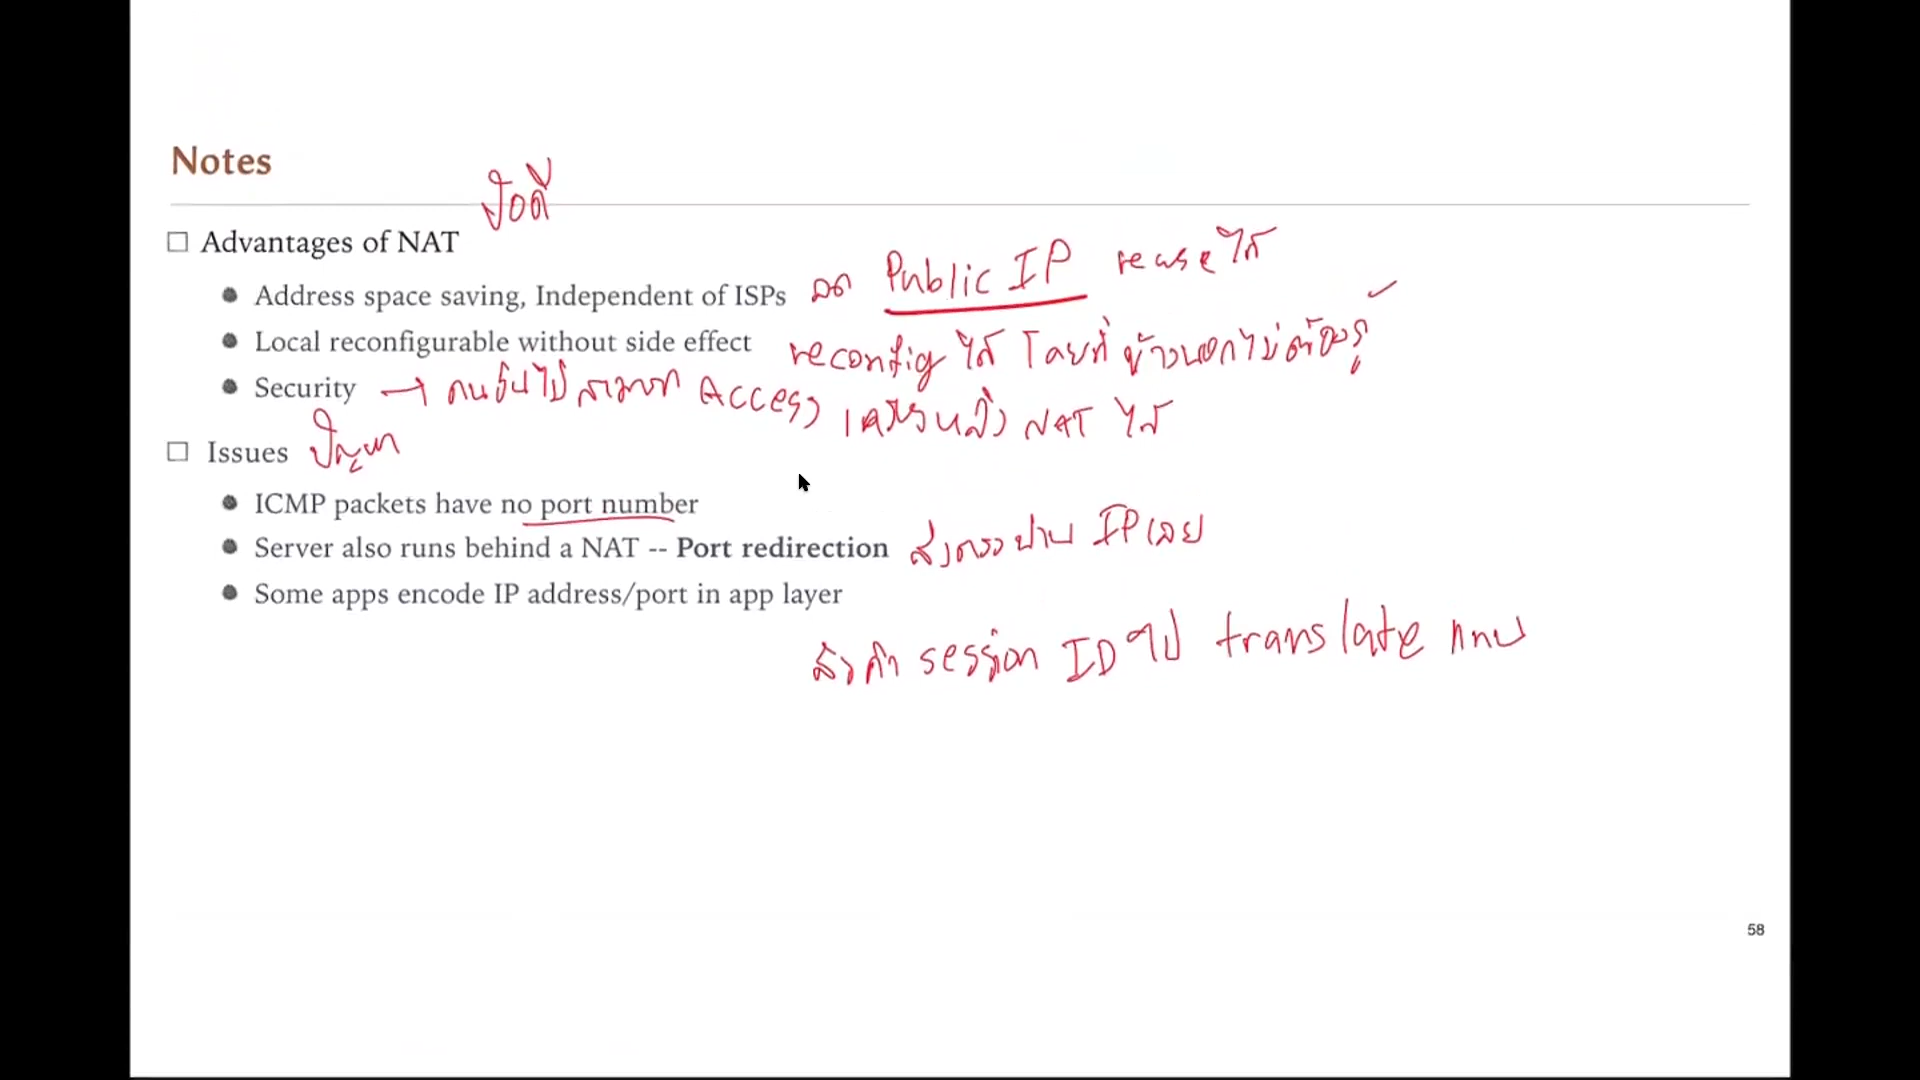 Notes
ข้อดี
☐ Advantages of NAT
● Address space saving, Independent of ISPs ลด Public IP reuse ได้
● Local reconfigurable without side effect reconfig ได้ โดยที่ ข้างนอกไม่ต้องรู้ ✓
● Security → คนอื่นไม่สามารถ Access เครื่องหลัง NAT ได้
☐ Issues ปัญหา
● ICMP packets have no port number
● Server also runs behind a NAT -- Port redirection ส่งตรงผ่าน IP เลย
● Some apps encode IP address/port in app layer
ส่งค่า session ID ไป translate แทน
58